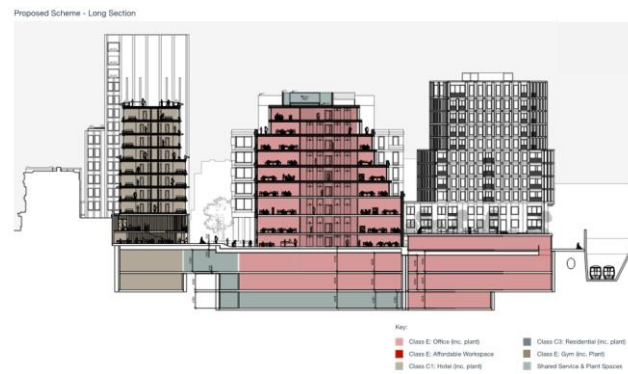 Proposed Scheme - Long Section
Key:
Class E: Office (inc. plant)
Class E: Affordable Workspace
Class C1: Hotel (inc. plant)
Class C3: Residential (inc. plant)
Class E: Gym (inc. Plant)
Shared Service & Plant Spaces